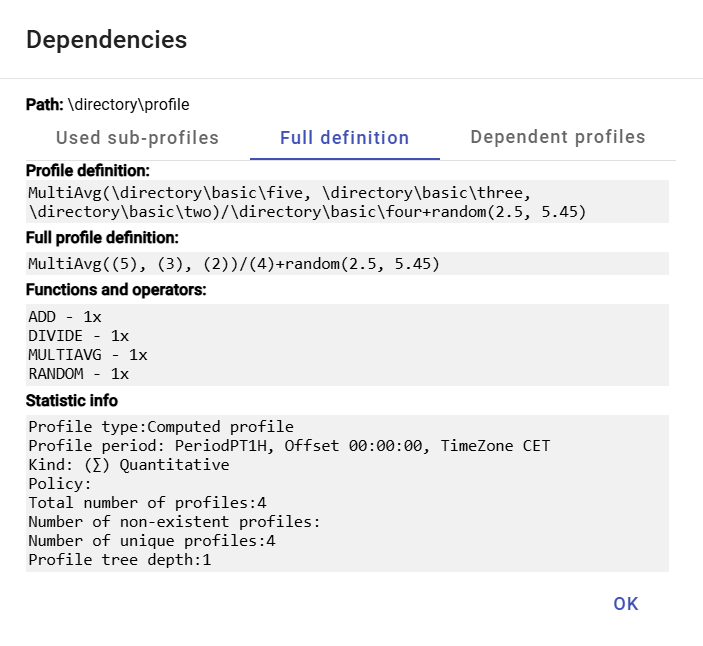 Dependencies
Path: \directory\profile
Used sub-profiles
Full definition
Dependent profiles
Profile definition:
MultiAvg(\directory\basic\five, \directory\basic\three,
\directory\basic\two)/\directory\basic\four+random(2.5, 5.45)
Full profile definition:
MultiAvg((5), (3), (2))/(4)+random(2.5, 5.45)
Functions and operators:
ADD - 1x
DIVIDE - 1x
MULTIAVG - 1x
RANDOM - 1x
Statistic info
Profile type:Computed profile
Profile period: PeriodPT1H, Offset 00:00:00, TimeZone CET
Kind: (∑) Quantitative
Policy:
Total number of profiles:4
Number of non-existent profiles:
Number of unique profiles:4
Profile tree depth:1
OK